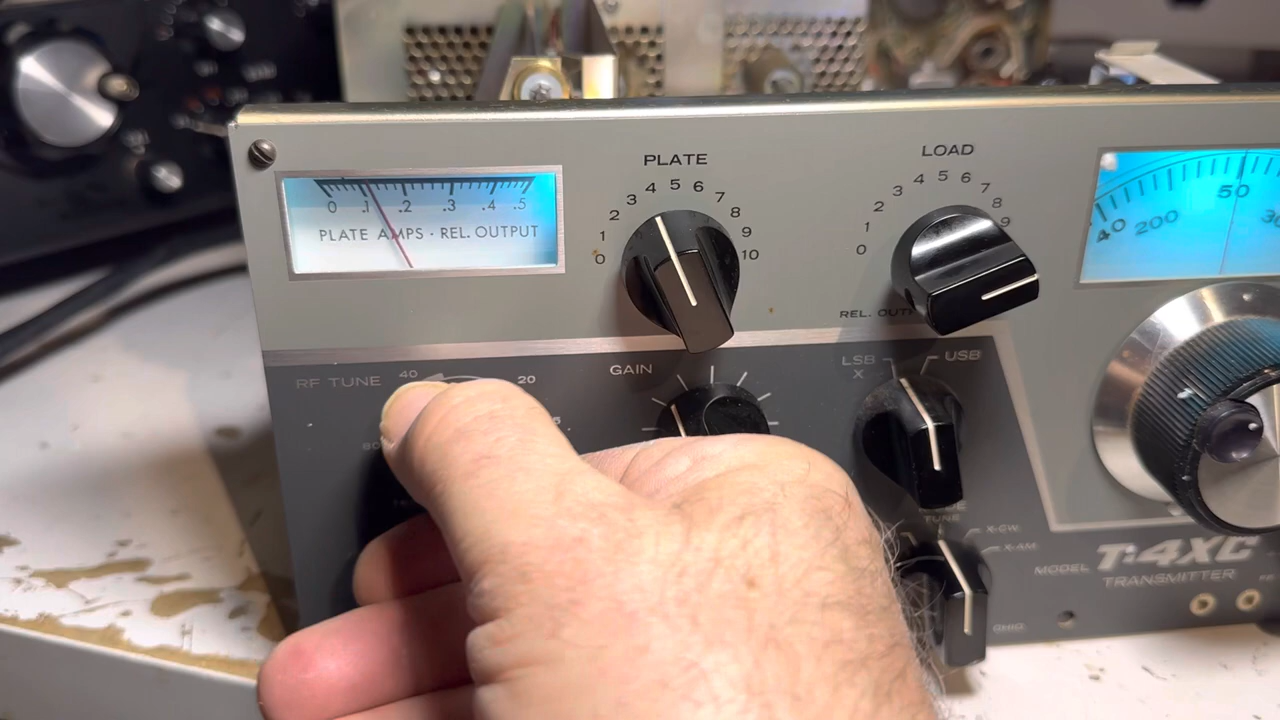 PLATE
LOAD
0 .1 .2 .3 .4 .5
PLATE AMPS · REL. OUTPUT
0 1 2 3 4 5 6 7 8 9 10
0 1 2 3 4 5 6 7 8 9
40 50
200
REL. OUT
RF TUNE 40 20
80
GAIN
LSB USB
X
TUNE
X-CW
X-AM
MODEL T-4XC
TRANSMITTER